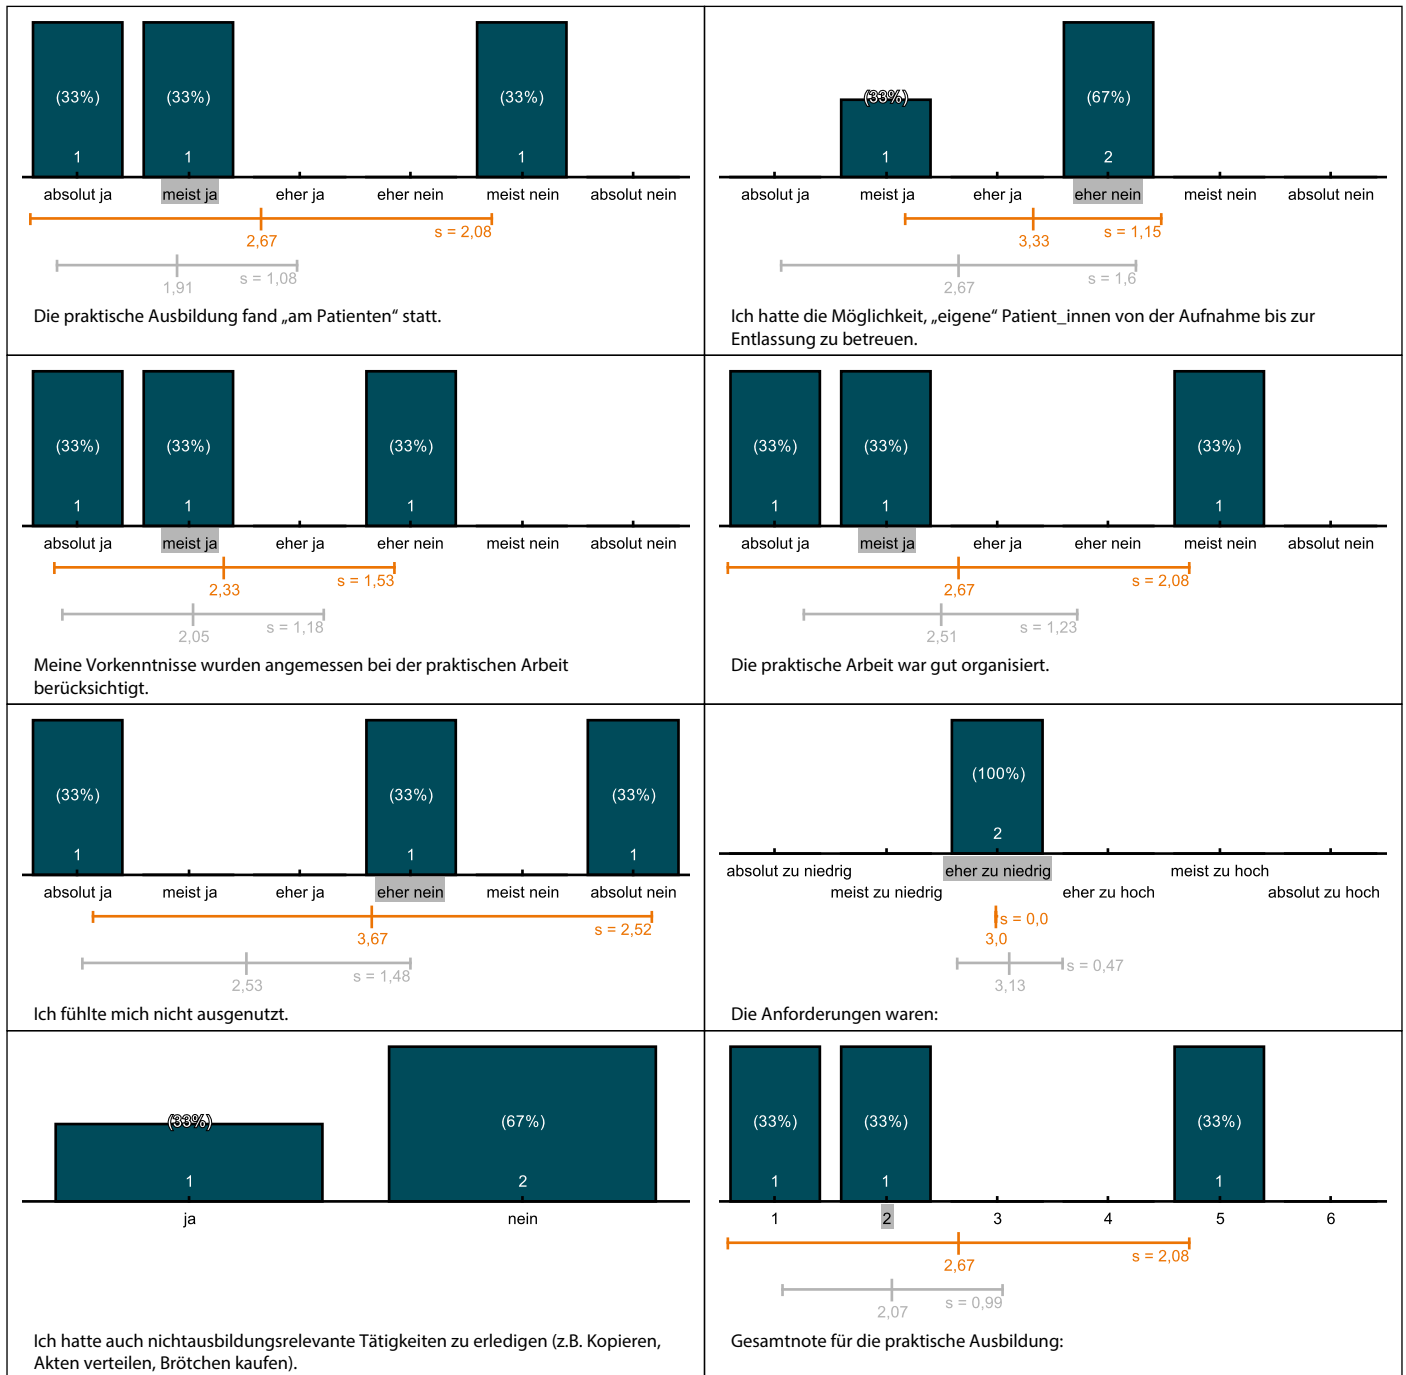 (33%) (33%) (33%)
1 1 1
absolut ja meist ja eher ja eher nein meist nein absolut nein
2,67 s = 2,08
1,91 s = 1,08
Die praktische Ausbildung fand „am Patienten“ statt.
(33%) (67%)
1 2
absolut ja meist ja eher ja eher nein meist nein absolut nein
3,33 s = 1,15
2,67 s = 1,6
Ich hatte die Möglichkeit, „eigene“ Patient_innen von der Aufnahme bis zur
Entlassung zu betreuen.
(33%) (33%) (33%)
1 1 1
absolut ja meist ja eher ja eher nein meist nein absolut nein
2,33 s = 1,53
2,05 s = 1,18
Meine Vorkenntnisse wurden angemessen bei der praktischen Arbeit
berücksichtigt.
(33%) (33%) (33%)
1 1 1
absolut ja meist ja eher ja eher nein meist nein absolut nein
2,67 s = 2,08
2,51 s = 1,23
Die praktische Arbeit war gut organisiert.
(33%) (33%) (33%)
1 1 1
absolut ja meist ja eher ja eher nein meist nein absolut nein
3,67 s = 2,52
2,53 s = 1,48
Ich fühlte mich nicht ausgenutzt.
(100%)
2
absolut zu niedrig eher zu niedrig meist zu hoch
meist zu niedrig eher zu hoch absolut zu hoch
s = 0,0
3,0
s = 0,47
3,13
Die Anforderungen waren:
(33%) (67%)
1 2
ja nein
Ich hatte auch nichtausbildungsrelevante Tätigkeiten zu erledigen (z.B. Kopieren,
Akten verteilen, Brötchen kaufen).
(33%) (33%) (33%)
1 1 1
1 2 3 4 5 6
2,67 s = 2,08
2,07 s = 0,99
Gesamtnote für die praktische Ausbildung: